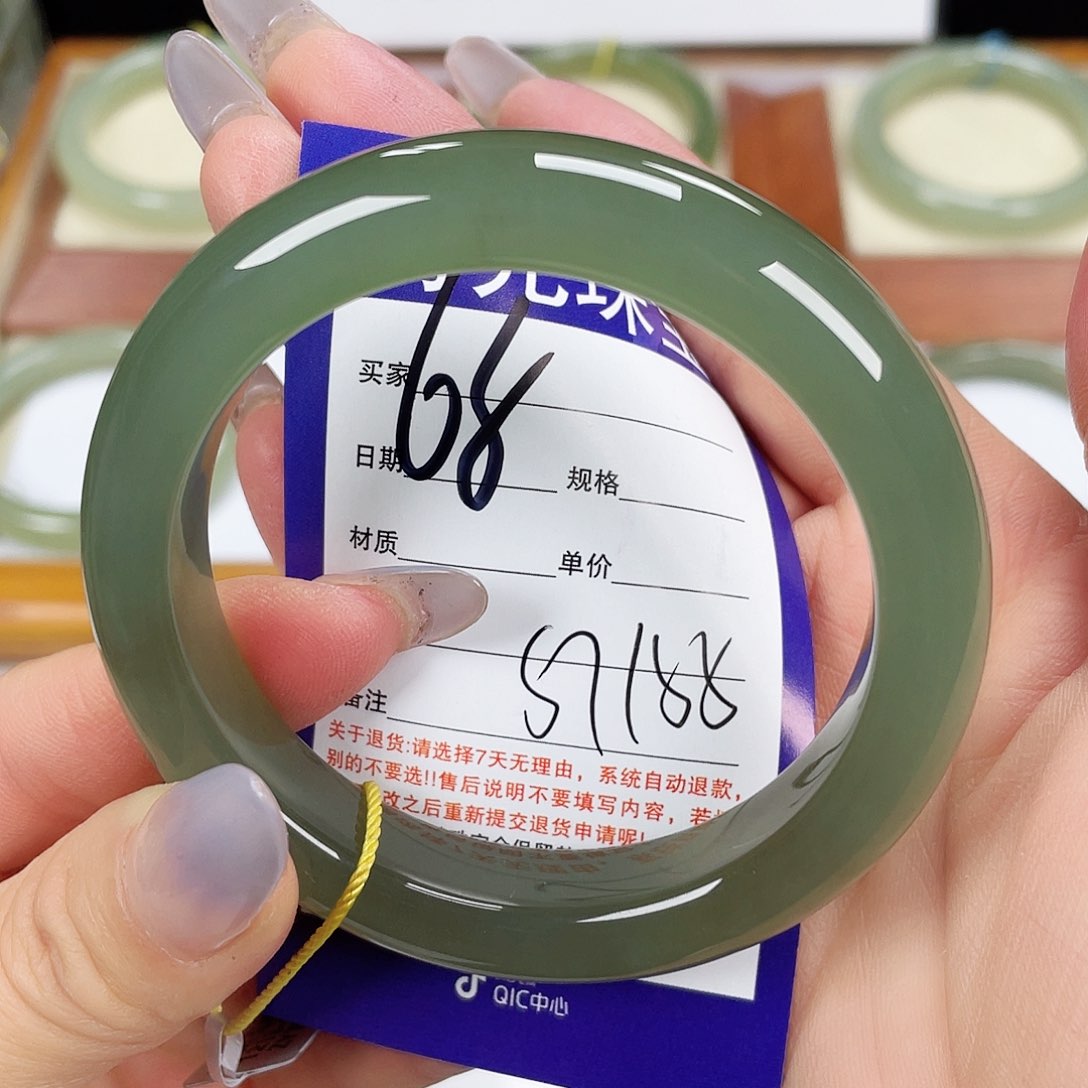 买家
68
日期 规格
材质 单价
备注
关于退货:请选择7天无理由，系统自动退款，
别的不要选!!售后说明不要填写内容，若
改之后重新提交退货申请呢!
QIC中心